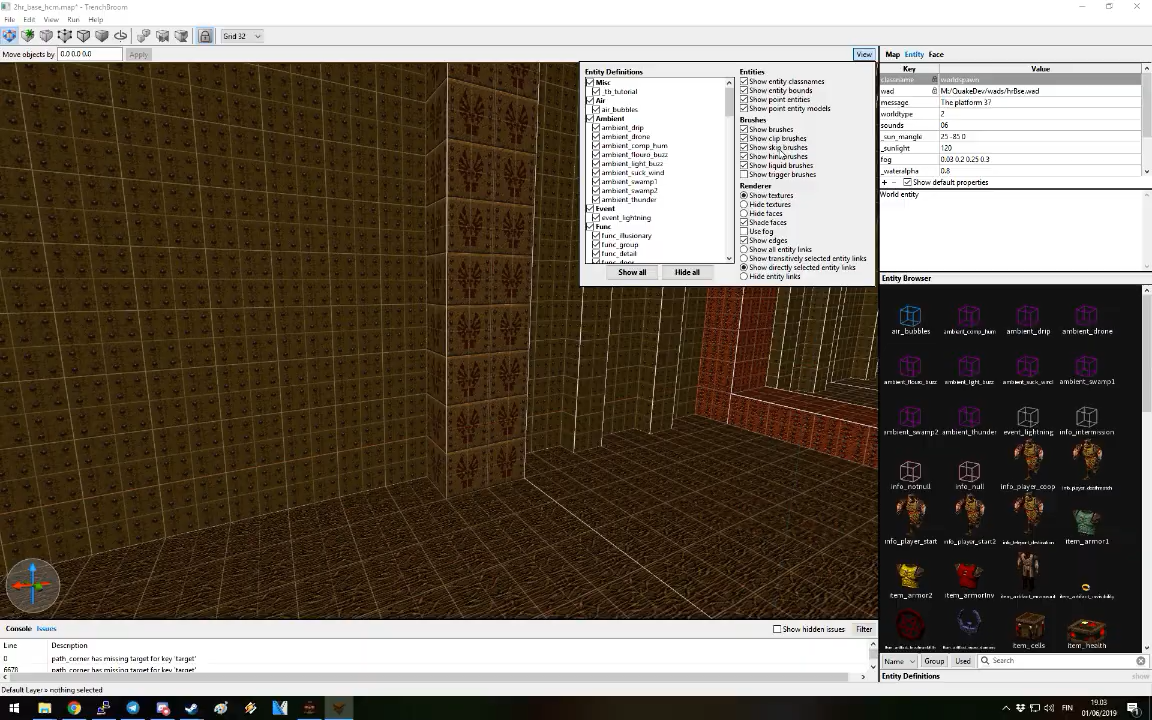 2hr_base_hcm.map* - TrenchBroom
File Edit View Run Help
Grid 32
Move objects by 0.0 0.0 0.0 Apply
View
Map Entity Face
Entity Definitions
Misc
_tb_tutorial
Air
air_bubbles
Ambient
ambient_drip
ambient_drone
ambient_comp_hum
ambient_flouro_buzz
ambient_light_buzz
ambient_suck_wind
ambient_swamp1
ambient_swamp2
ambient_thunder
Event
event_lightning
Func
func_illusionary
func_group
func_detail
func_door
Show all Hide all
Entities
Show entity classnames
Show entity bounds
Show point entities
Show point entity models
Brushes
Show brushes
Show clip brushes
Show skip brushes
Show hint brushes
Show liquid brushes
Show trigger brushes
Renderer
Show textures
Hide textures
Hide faces
Shade faces
Use fog
Show edges
Show all entity links
Show transitively selected entity links
Show directly selected entity links
Hide entity links
Key Value
classname worldspawn
wad M:/QuakeDev/wads/hrBse.wad
message The platform 3?
worldtype 2
sounds 06
_sun_mangle 25 -85 0
_sunlight 120
fog 0.03 0.2 0.25 0.3
_wateralpha 0.8
+ − Show default properties
World entity
Entity Browser
air_bubbles ambient_comp_hum ambient_drip ambient_drone
ambient_flouro_buzz ambient_light_buzz ambient_suck_wind ambient_swamp1
ambient_swamp2 ambient_thunder event_lightning info_intermission
info_notnull info_null info_player_coop info_player_deathmatch
info_player_start info_player_start2 info_teleport_destination item_armor1
item_armor2 item_armorInv item_artifact_invisibility
item_cells item_health
Name Group Used Search
Entity Definitions show
Console Issues
Show hidden issues Filter
Line Description
0 path_corner has missing target for key 'target'
6678 path_corner has missing target for key 'target'
Default Layer » nothing selected
FIN
19.03
01/06/2019